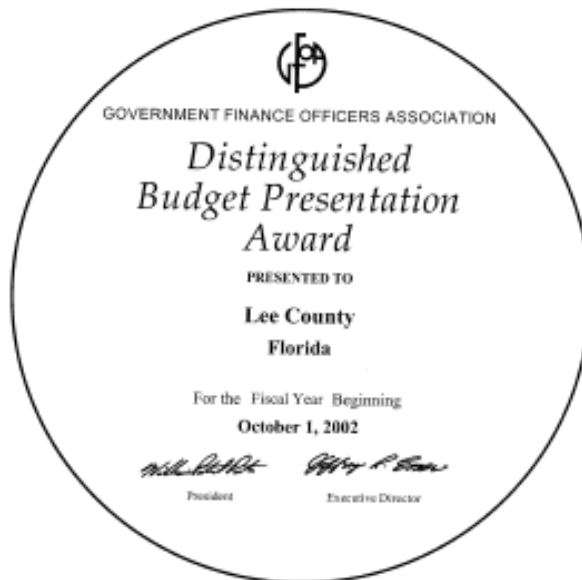 GFOA
GOVERNMENT FINANCE OFFICERS ASSOCIATION
Distinguished
Budget Presentation
Award
PRESENTED TO
Lee County
Florida
For the Fiscal Year Beginning
October 1, 2002
President Executive Director